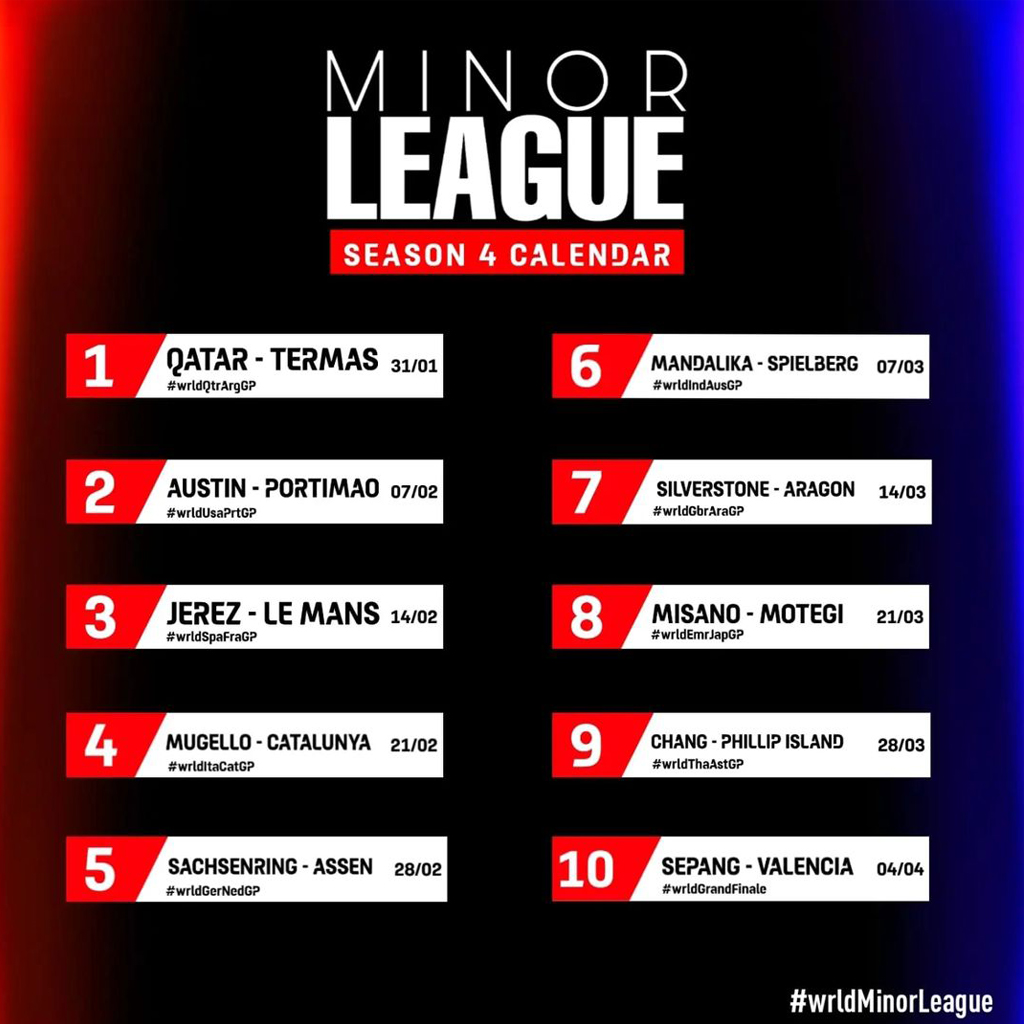 MINOR
LEAGUE
SEASON 4 CALENDAR
1 QATAR - TERMAS 31/01
#wrldQtrArgGP
2 AUSTIN - PORTIMAO 07/02
#wrldUsaPrtGP
3 JEREZ - LE MANS 14/02
#wrldSpaFraGP
4 MUGELLO - CATALUNYA 21/02
#wrldItaCatGP
5 SACHSENRING - ASSEN 28/02
#wrldGerNedGP
6 MANDALIKA - SPIELBERG 07/03
#wrldIndAusGP
7 SILVERSTONE - ARAGON 14/03
#wrldGbrAraGP
8 MISANO - MOTEGI 21/03
#wrldEmrJapGP
9 CHANG - PHILLIP ISLAND 28/03
#wrldThaAstGP
10 SEPANG - VALENCIA 04/04
#wrldGrandFinale
#wrldMinorLeague